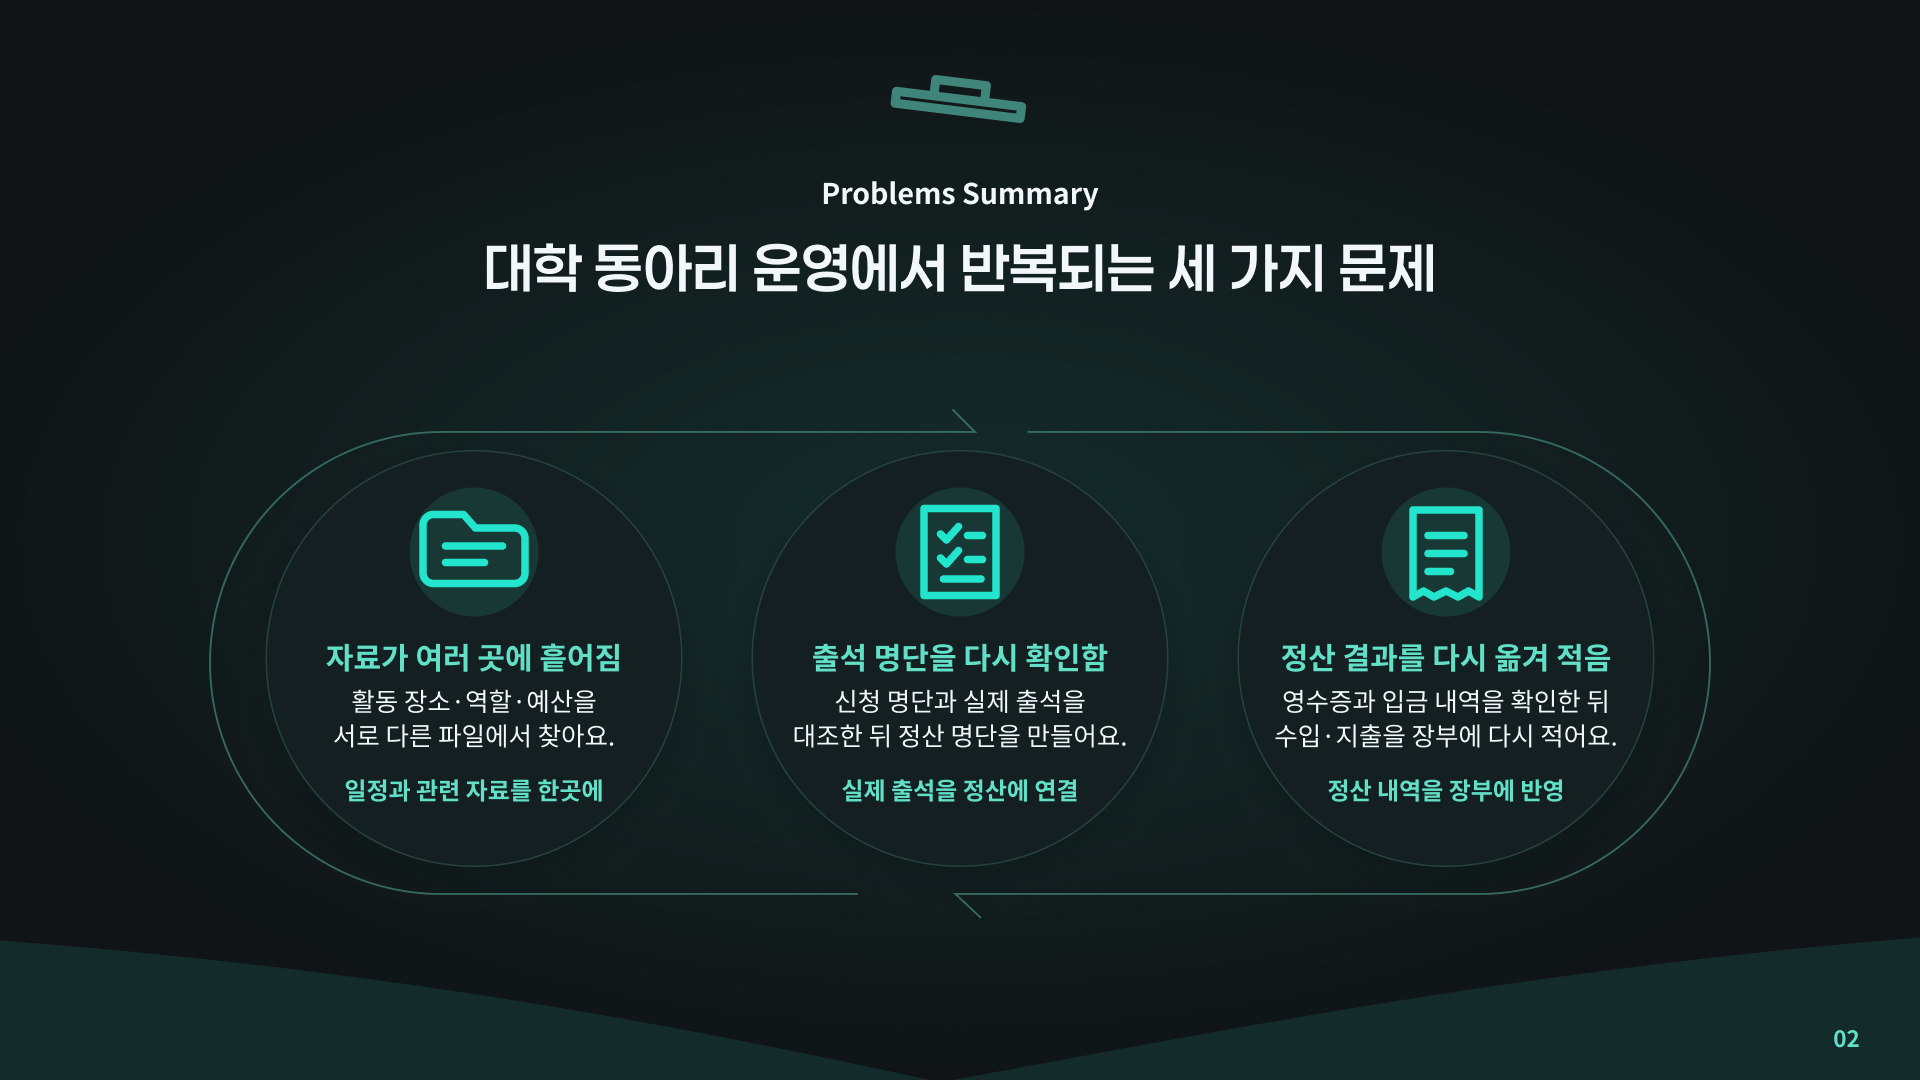 Problems Summary
대학 동아리 운영에서 반복되는 세 가지 문제
자료가 여러 곳에 흩어짐
활동 장소·역할·예산을
서로 다른 파일에서 찾아요.
일정과 관련 자료를 한곳에
출석 명단을 다시 확인함
신청 명단과 실제 출석을
대조한 뒤 정산 명단을 만들어요.
실제 출석을 정산에 연결
정산 결과를 다시 옮겨 적음
영수증과 입금 내역을 확인한 뒤
수입·지출을 장부에 다시 적어요.
정산 내역을 장부에 반영
02